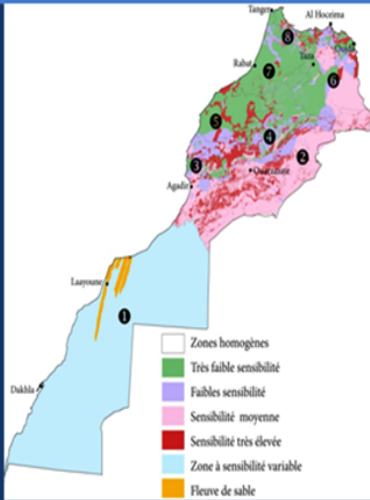 Tanger
Al Hoceima
8
Oujda
Taza
Rabat
7
6
5
4
3
2
Ouarzazate
Agadir
Laayoune
1
Dakhla
Zones homogènes
Très faible sensibilité
Faibles sensibilité
Sensibilité moyenne
Sensibilité très élevée
Zone à sensibilité variable
Fleuve de sable